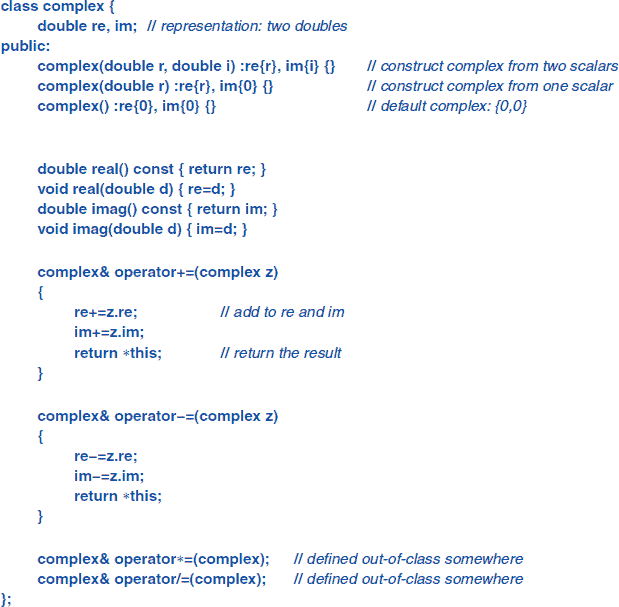 class complex {
double re, im; // representation: two doubles
public:
complex(double r, double i) :re{r}, im{i} {} // construct complex from two scalars
complex(double r) :re{r}, im{0} {} // construct complex from one scalar
complex() :re{0}, im{0} {} // default complex: {0,0}
double real() const { return re; }
void real(double d) { re=d; }
double imag() const { return im; }
void imag(double d) { im=d; }
complex& operator+=(complex z)
{
re+=z.re; // add to re and im
im+=z.im;
return ∗this; // return the result
}
complex& operator−=(complex z)
{
re−=z.re;
im−=z.im;
return ∗this;
}
complex& operator∗=(complex); // defined out-of-class somewhere
complex& operator/=(complex); // defined out-of-class somewhere
};